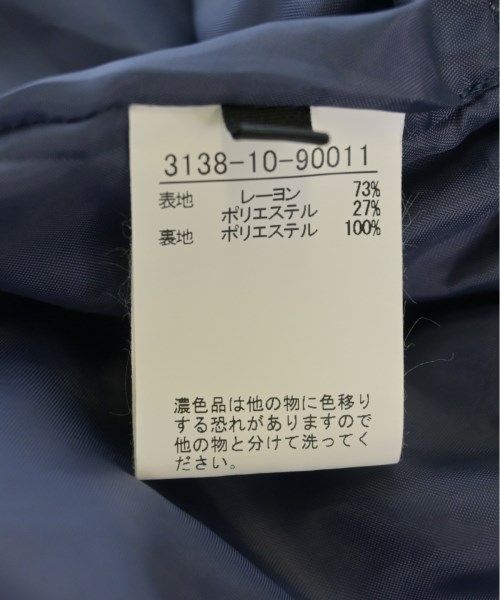 3138-10-90011
表地 レーヨン 73%
ポリエステル 27%
裏地 ポリエステル 100%
濃色品は他の物に色移り
する恐れがありますので
他の物と分けて洗ってく
ださい。